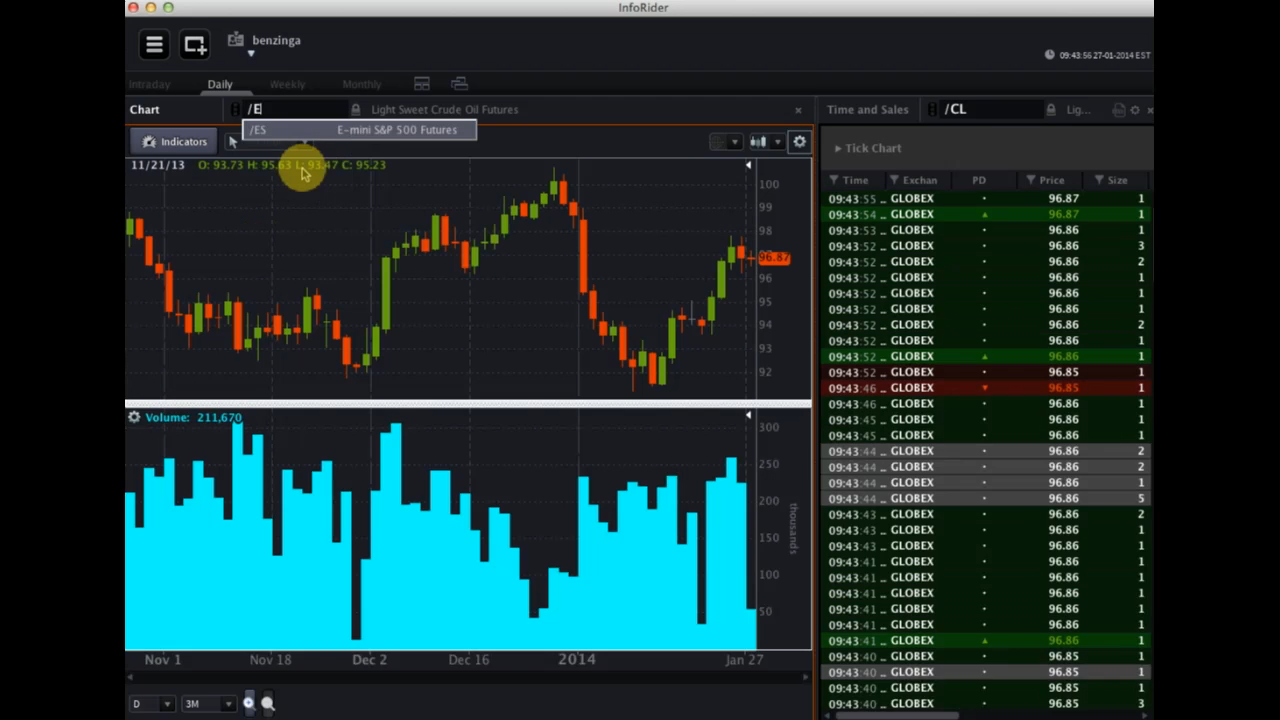 InfoRider
benzinga
09:43:56 27-01-2014 EST
Intraday Daily Weekly Monthly
Chart /E Light Sweet Crude Oil Futures × Time and Sales /CL Lig... ×
/ES E-mini S&P 500 Futures
Indicators
Tick Chart
11/21/13 O: 93.73 H: 95.63 L: 93.47 C: 95.23
Time Exchan PD Price Size
100
99
98
97
96.87
96
95
94
93
92
Volume: 211,670
300
250
200
150
100
50
thousands
Nov 1 Nov 18 Dec 2 Dec 16 2014 Jan 27
D 3M
09:43:55 ... GLOBEX · 96.87 1
09:43:54 ... GLOBEX ▲ 96.87 1
09:43:53 ... GLOBEX · 96.86 1
09:43:52 ... GLOBEX · 96.86 3
09:43:52 ... GLOBEX · 96.86 2
09:43:52 ... GLOBEX · 96.86 1
09:43:52 ... GLOBEX · 96.86 1
09:43:52 ... GLOBEX · 96.86 1
09:43:52 ... GLOBEX · 96.86 2
09:43:52 ... GLOBEX · 96.86 1
09:43:52 ... GLOBEX ▲ 96.86 1
09:43:52 ... GLOBEX · 96.85 1
09:43:46 ... GLOBEX ▼ 96.85 1
09:43:46 ... GLOBEX · 96.86 1
09:43:45 ... GLOBEX · 96.86 1
09:43:45 ... GLOBEX · 96.86 1
09:43:44 ... GLOBEX · 96.86 2
09:43:44 ... GLOBEX · 96.86 2
09:43:44 ... GLOBEX · 96.86 1
09:43:44 ... GLOBEX · 96.86 5
09:43:43 ... GLOBEX · 96.86 2
09:43:43 ... GLOBEX · 96.86 1
09:43:43 ... GLOBEX · 96.86 1
09:43:41 ... GLOBEX · 96.86 1
09:43:41 ... GLOBEX · 96.86 1
09:43:41 ... GLOBEX · 96.86 1
09:43:41 ... GLOBEX · 96.86 1
09:43:41 ... GLOBEX ▲ 96.86 1
09:43:40 ... GLOBEX · 96.85 1
09:43:40 ... GLOBEX · 96.85 1
09:43:40 ... GLOBEX · 96.85 1
09:43:40 ... GLOBEX · 96.85 3